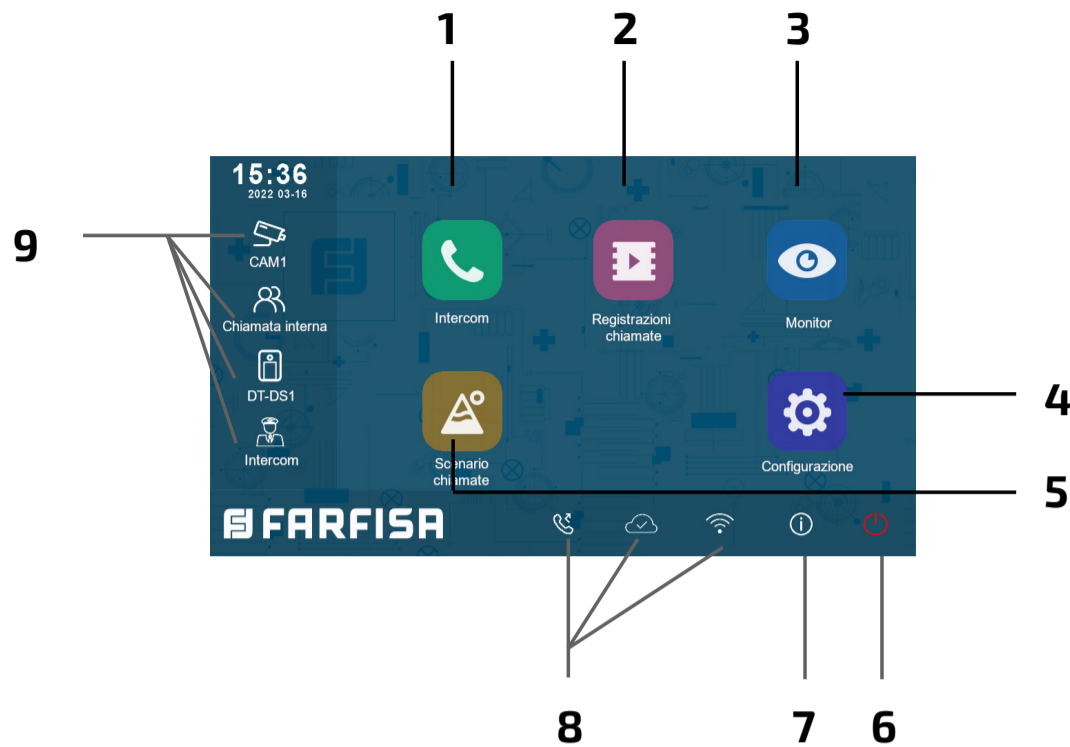 1
2
3
15:36
2022 03-16
9
CAM1
Chiamata interna
DT-DS1
Intercom
Intercom
Registrazioni
chiamate
Monitor
Scenario
chiamate
Configurazione
4
5
FARFISA
8
7
6